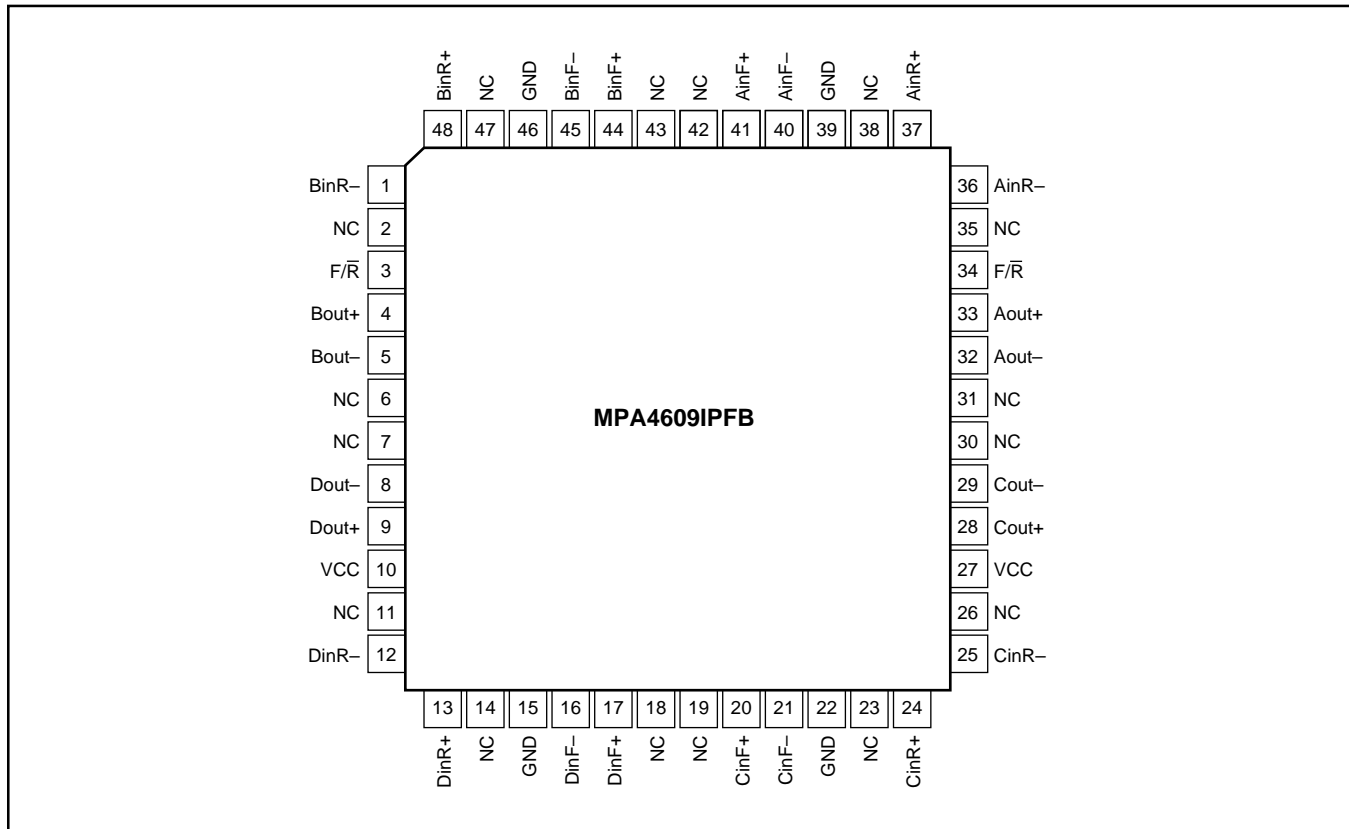 BinR+ NC GND BinF– BinF+ NC NC AinF+ AinF– GND NC AinR+
48 47 46 45 44 43 42 41 40 39 38 37
BinR– 1 36 AinR–
NC 2 35 NC
F/R̅ 3 34 F/R̅
Bout+ 4 33 Aout+
Bout– 5 32 Aout–
NC 6 31 NC
MPA4609IPFB
NC 7 30 NC
Dout– 8 29 Cout–
Dout+ 9 28 Cout+
VCC 10 27 VCC
NC 11 26 NC
DinR– 12 25 CinR–
13 14 15 16 17 18 19 20 21 22 23 24
DinR+ NC GND DinF– DinF+ NC NC CinF+ CinF– GND NC CinR+